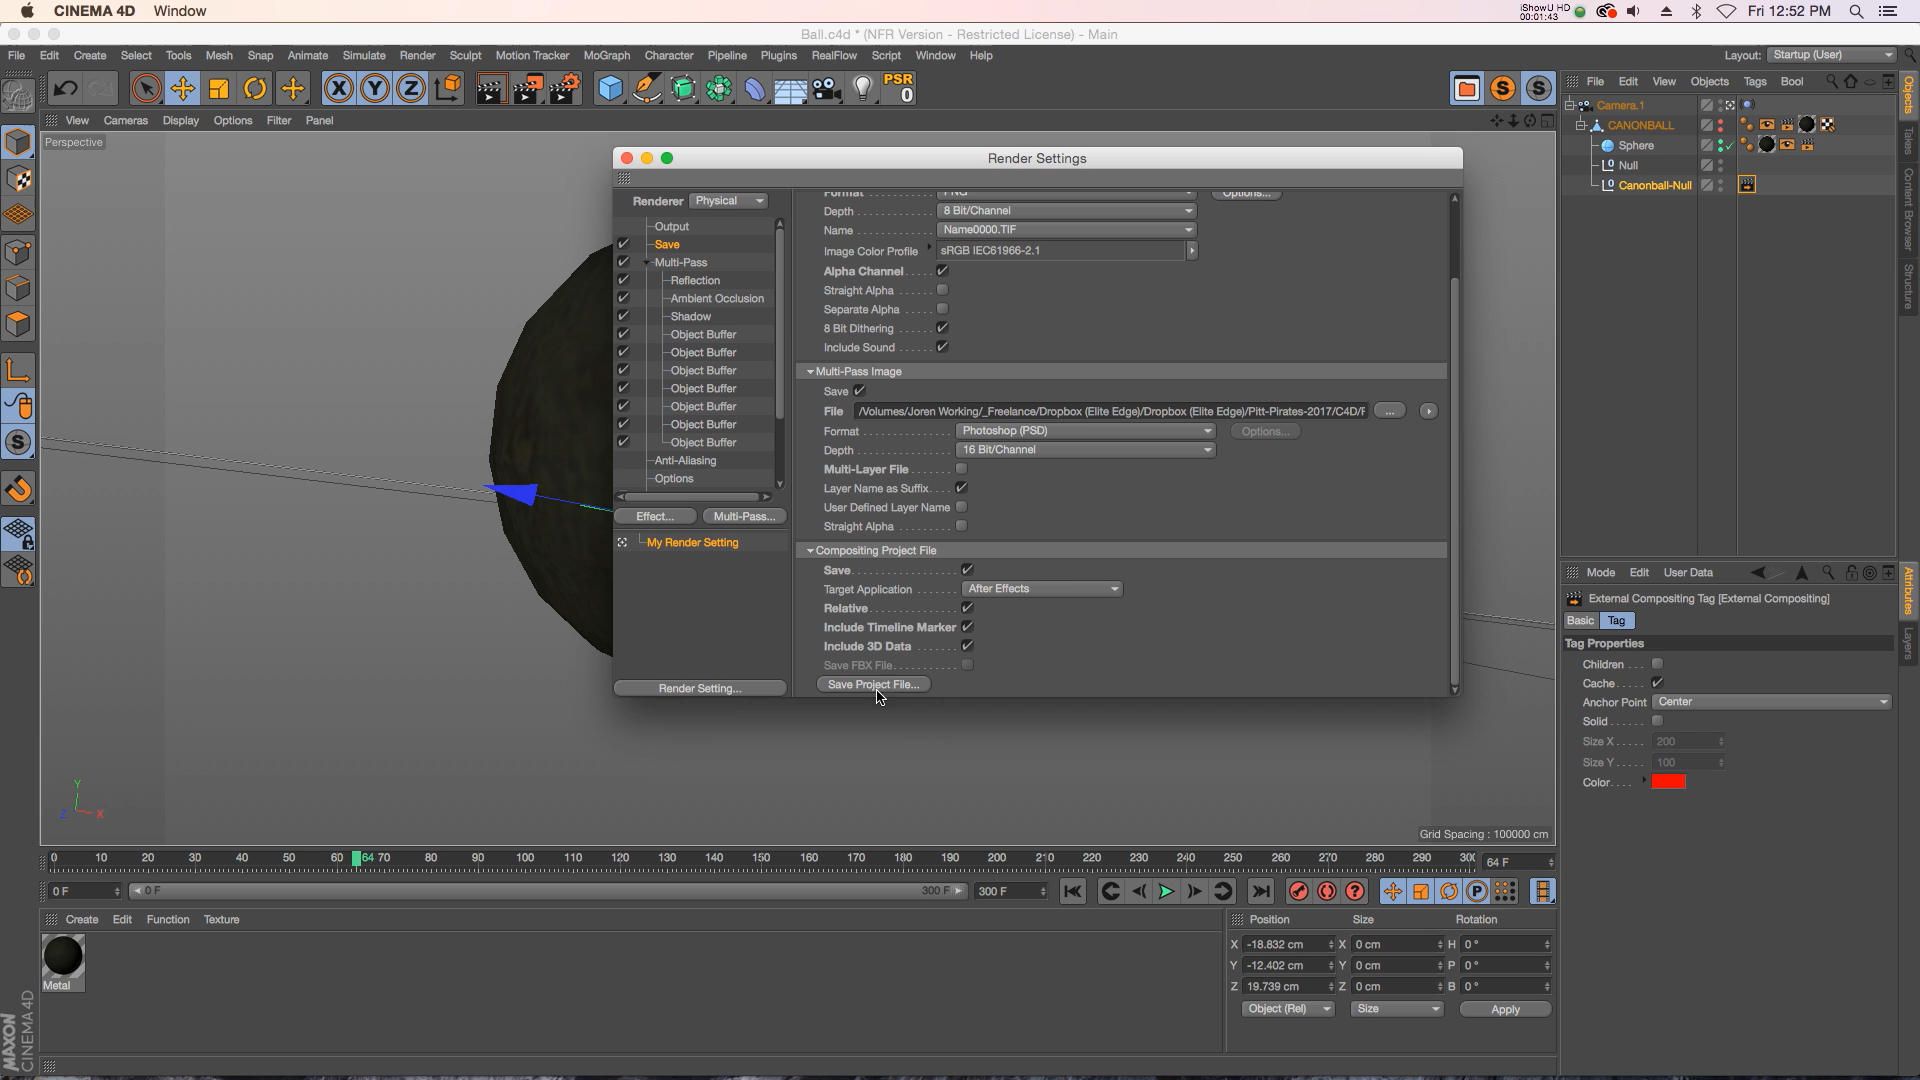 CINEMA 4D Window
iShowU HD
00:01:43
Fri 12:52 PM
Ball.c4d * (NFR Version - Restricted License) - Main
File Edit Create Select Tools Mesh Snap Animate Simulate Render Sculpt Motion Tracker MoGraph Character Pipeline Plugins RealFlow Script Window Help
Layout: Startup (User)
X Y Z
PSR
0
File Edit View Objects Tags Bool
View Cameras Display Options Filter Panel
Perspective
Camera.1
CANONBALL
Sphere
Null
Canonball-Null
Objects
Takes
Content Browser
Structure
Render Settings
Renderer Physical
Output
Save
Multi-Pass
Reflection
Ambient Occlusion
Shadow
Object Buffer
Object Buffer
Object Buffer
Object Buffer
Object Buffer
Object Buffer
Object Buffer
Anti-Aliasing
Options
Effect... Multi-Pass...
My Render Setting
Render Setting...
Format PNG Options...
Depth 8 Bit/Channel
Name Name0000.TIF
Image Color Profile sRGB IEC61966-2.1
Alpha Channel
Straight Alpha
Separate Alpha
8 Bit Dithering
Include Sound
Multi-Pass Image
Save
File /Volumes/Joren Working/_Freelance/Dropbox (Elite Edge)/Dropbox (Elite Edge)/Pitt-Pirates-2017/C4D/F ...
Format Photoshop (PSD) Options...
Depth 16 Bit/Channel
Multi-Layer File
Layer Name as Suffix
User Defined Layer Name
Straight Alpha
Compositing Project File
Save
Target Application After Effects
Relative
Include Timeline Marker
Include 3D Data
Save FBX File
Save Project File...
Mode Edit User Data
External Compositing Tag [External Compositing]
Basic Tag
Tag Properties
Children
Cache
Anchor Point Center
Solid
Size X 200
Size Y 100
Color
Attributes
Layers
Y
Z X
Grid Spacing : 100000 cm
0 10 20 30 40 50 60 64 70 80 90 100 110 120 130 140 150 160 170 180 190 200 210 220 230 240 250 260 270 280 290 300
64 F
0 F 0 F 300 F 300 F
Create Edit Function Texture
Metal
Position Size Rotation
X -18.832 cm X 0 cm H 0 °
Y -12.402 cm Y 0 cm P 0 °
Z 19.739 cm Z 0 cm B 0 °
Object (Rel) Size Apply
MAXON
CINEMA 4D